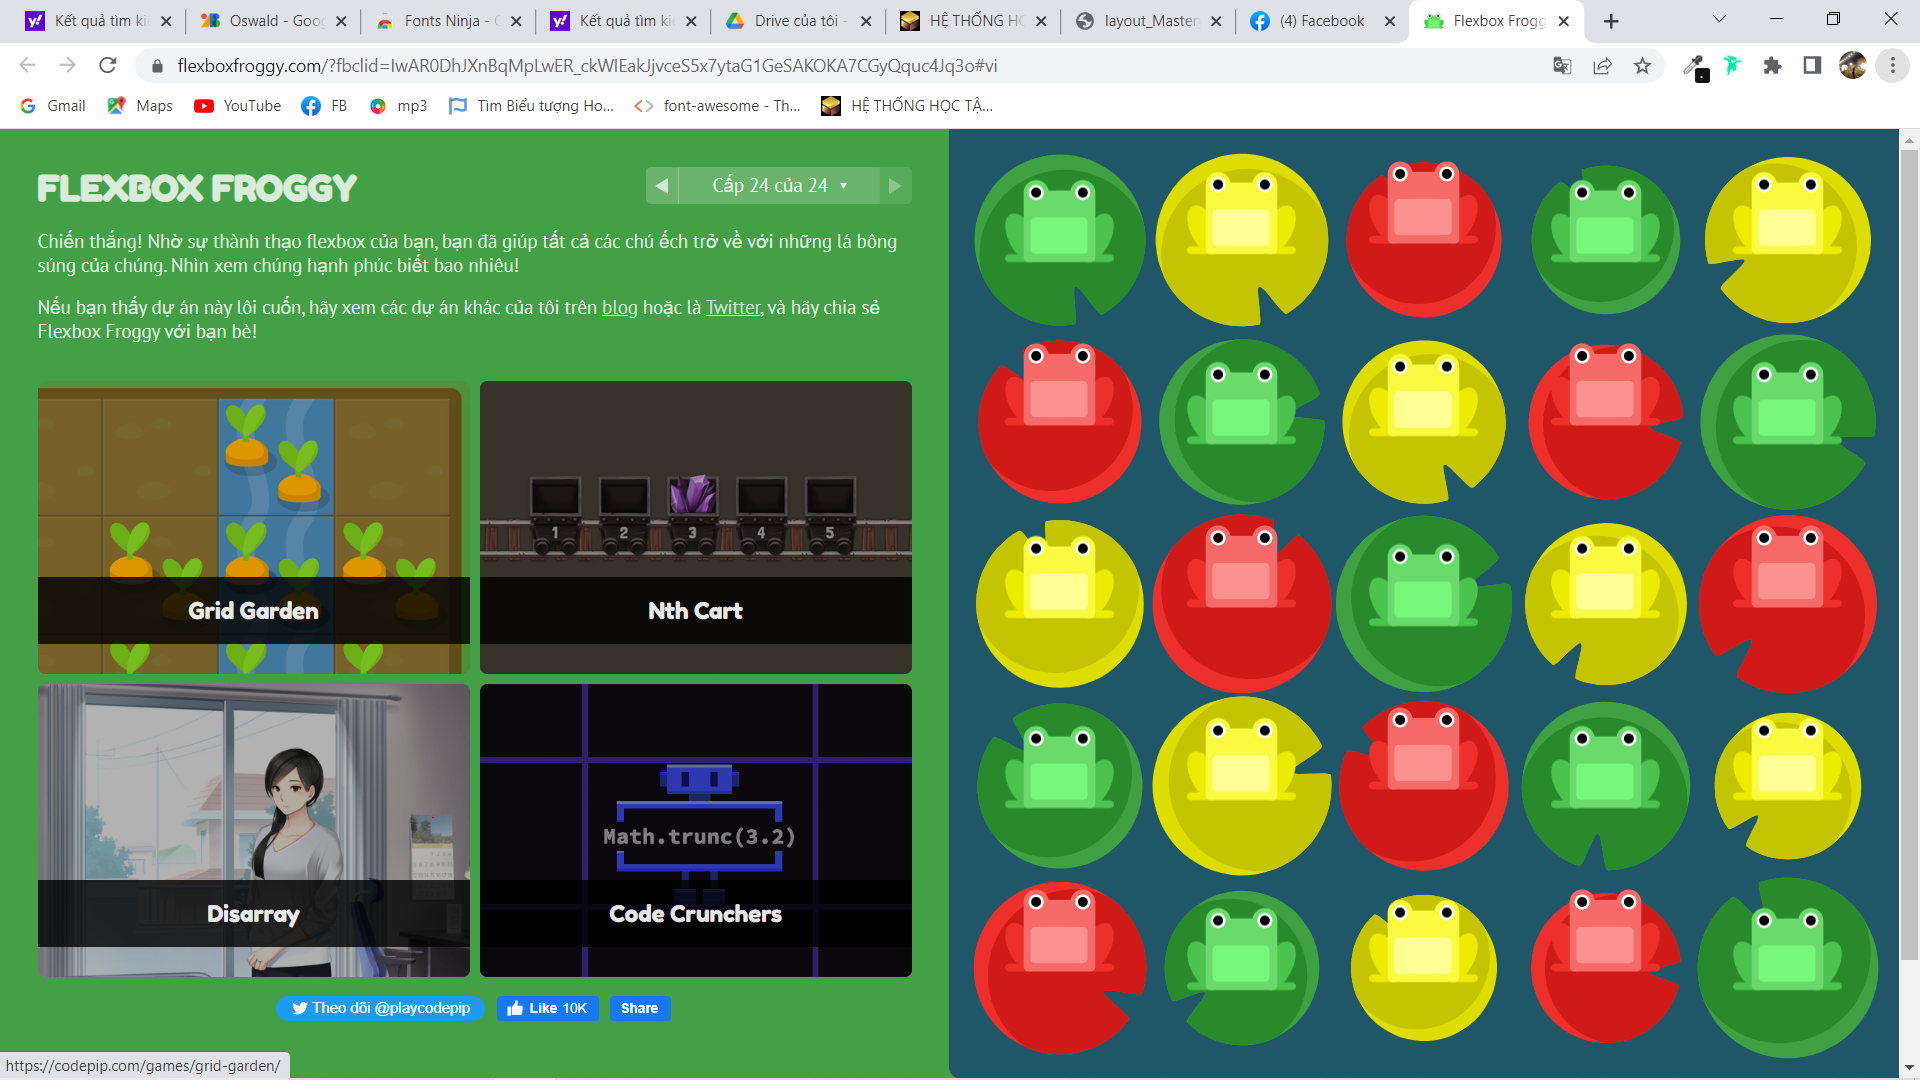 Kết quả tìm kiế
Oswald - Goog
Fonts Ninja - C
Kết quả tìm kiế
Drive của tôi -
HỆ THỐNG HỌ
layout_Master
(4) Facebook
Flexbox Frogg
flexboxfroggy.com/?fbclid=IwAR0DhJXnBqMpLwER_ckWIEakJjvceS5x7ytaG1GeSAKOKA7CGyQquc4Jq3o#vi
Gmail
Maps
YouTube
FB
mp3
Tìm Biểu tượng Ho...
font-awesome - Th...
HỆ THỐNG HỌC TẬ...
FLEXBOX FROGGY
Cấp 24 của 24
Chiến thắng! Nhờ sự thành thạo flexbox của bạn, bạn đã giúp tất cả các chú ếch trở về với những lá bông
súng của chúng. Nhìn xem chúng hạnh phúc biết bao nhiêu!
Nếu bạn thấy dự án này lôi cuốn, hãy xem các dự án khác của tôi trên blog hoặc là Twitter, và hãy chia sẻ
Flexbox Froggy với bạn bè!
Grid Garden
1 2 3 4 5
Nth Cart
Disarray
Math.trunc(3.2)
Code Crunchers
Theo dõi @playcodepip
Like 10K
Share
https://codepip.com/games/grid-garden/